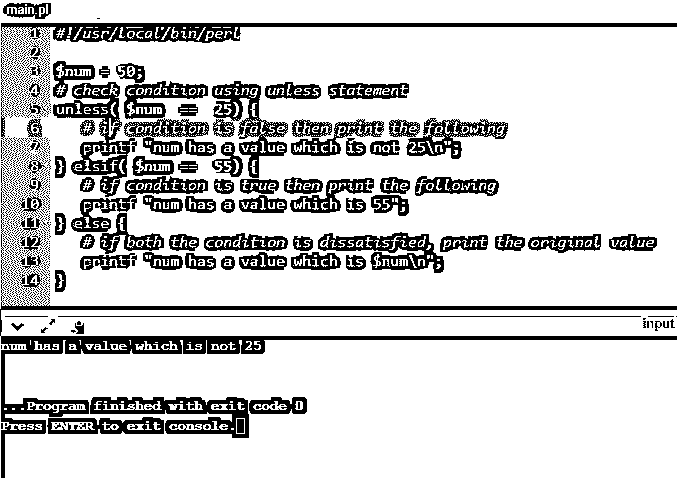 main.pl
1 #!/usr/local/bin/perl
2
3 $num = 50;
4 # check condition using unless statement
5 unless( $num == 25) {
6 # if condition is false then print the following
7 printf "num has a value which is not 25\n";
8 } elsif( $num == 55) {
9 # if condition is true then print the following
10 printf "num has a value which is 55";
11 } else {
12 # if both the condition is dissatisfied, print the original value
13 printf "num has a value which is $num\n";
14 }
input
num has a value which is not 25
...Program finished with exit code 0
Press ENTER to exit console.